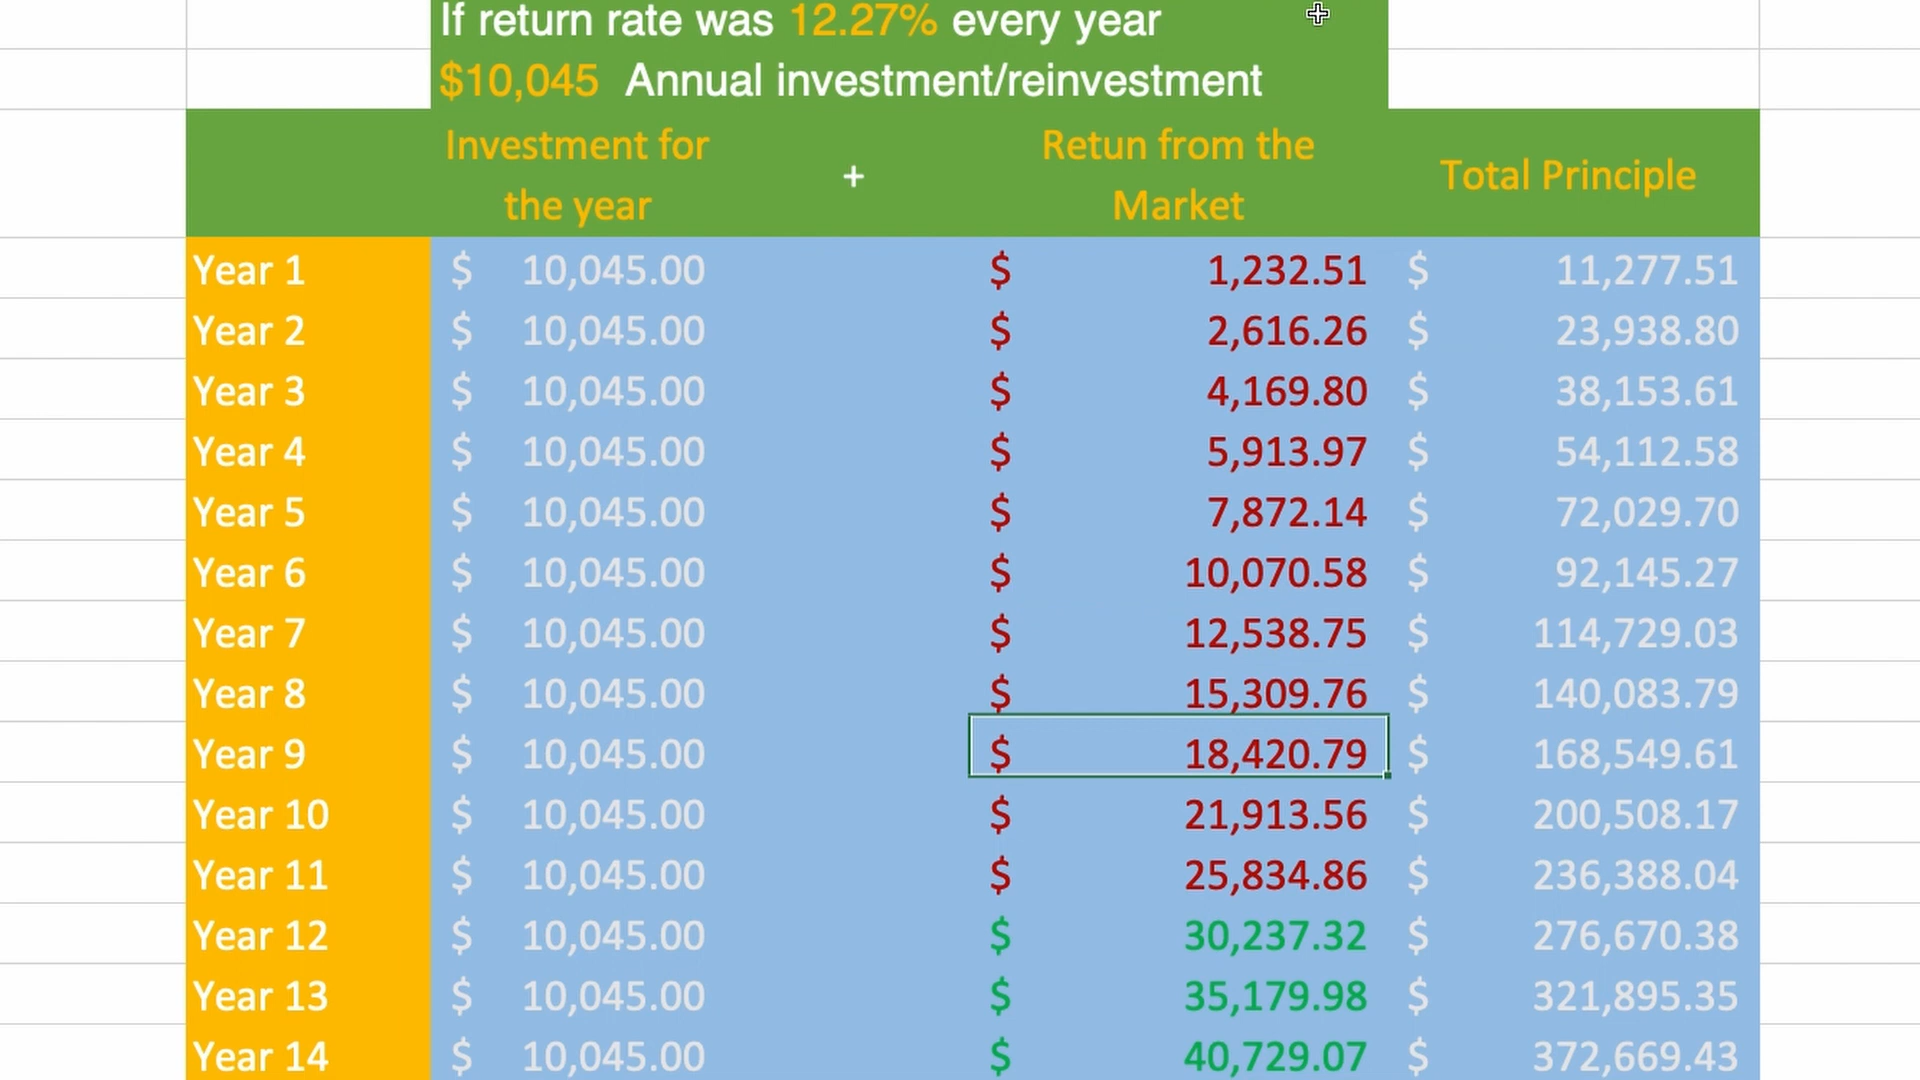 If return rate was 12.27% every year
$10,045 Annual investment/reinvestment
Investment for the year + Retun from the Market Total Principle
Year 1 $ 10,045.00 $ 1,232.51 $ 11,277.51
Year 2 $ 10,045.00 $ 2,616.26 $ 23,938.80
Year 3 $ 10,045.00 $ 4,169.80 $ 38,153.61
Year 4 $ 10,045.00 $ 5,913.97 $ 54,112.58
Year 5 $ 10,045.00 $ 7,872.14 $ 72,029.70
Year 6 $ 10,045.00 $ 10,070.58 $ 92,145.27
Year 7 $ 10,045.00 $ 12,538.75 $ 114,729.03
Year 8 $ 10,045.00 $ 15,309.76 $ 140,083.79
Year 9 $ 10,045.00 $ 18,420.79 $ 168,549.61
Year 10 $ 10,045.00 $ 21,913.56 $ 200,508.17
Year 11 $ 10,045.00 $ 25,834.86 $ 236,388.04
Year 12 $ 10,045.00 $ 30,237.32 $ 276,670.38
Year 13 $ 10,045.00 $ 35,179.98 $ 321,895.35
Year 14 $ 10,045.00 $ 40,729.07 $ 372,669.43